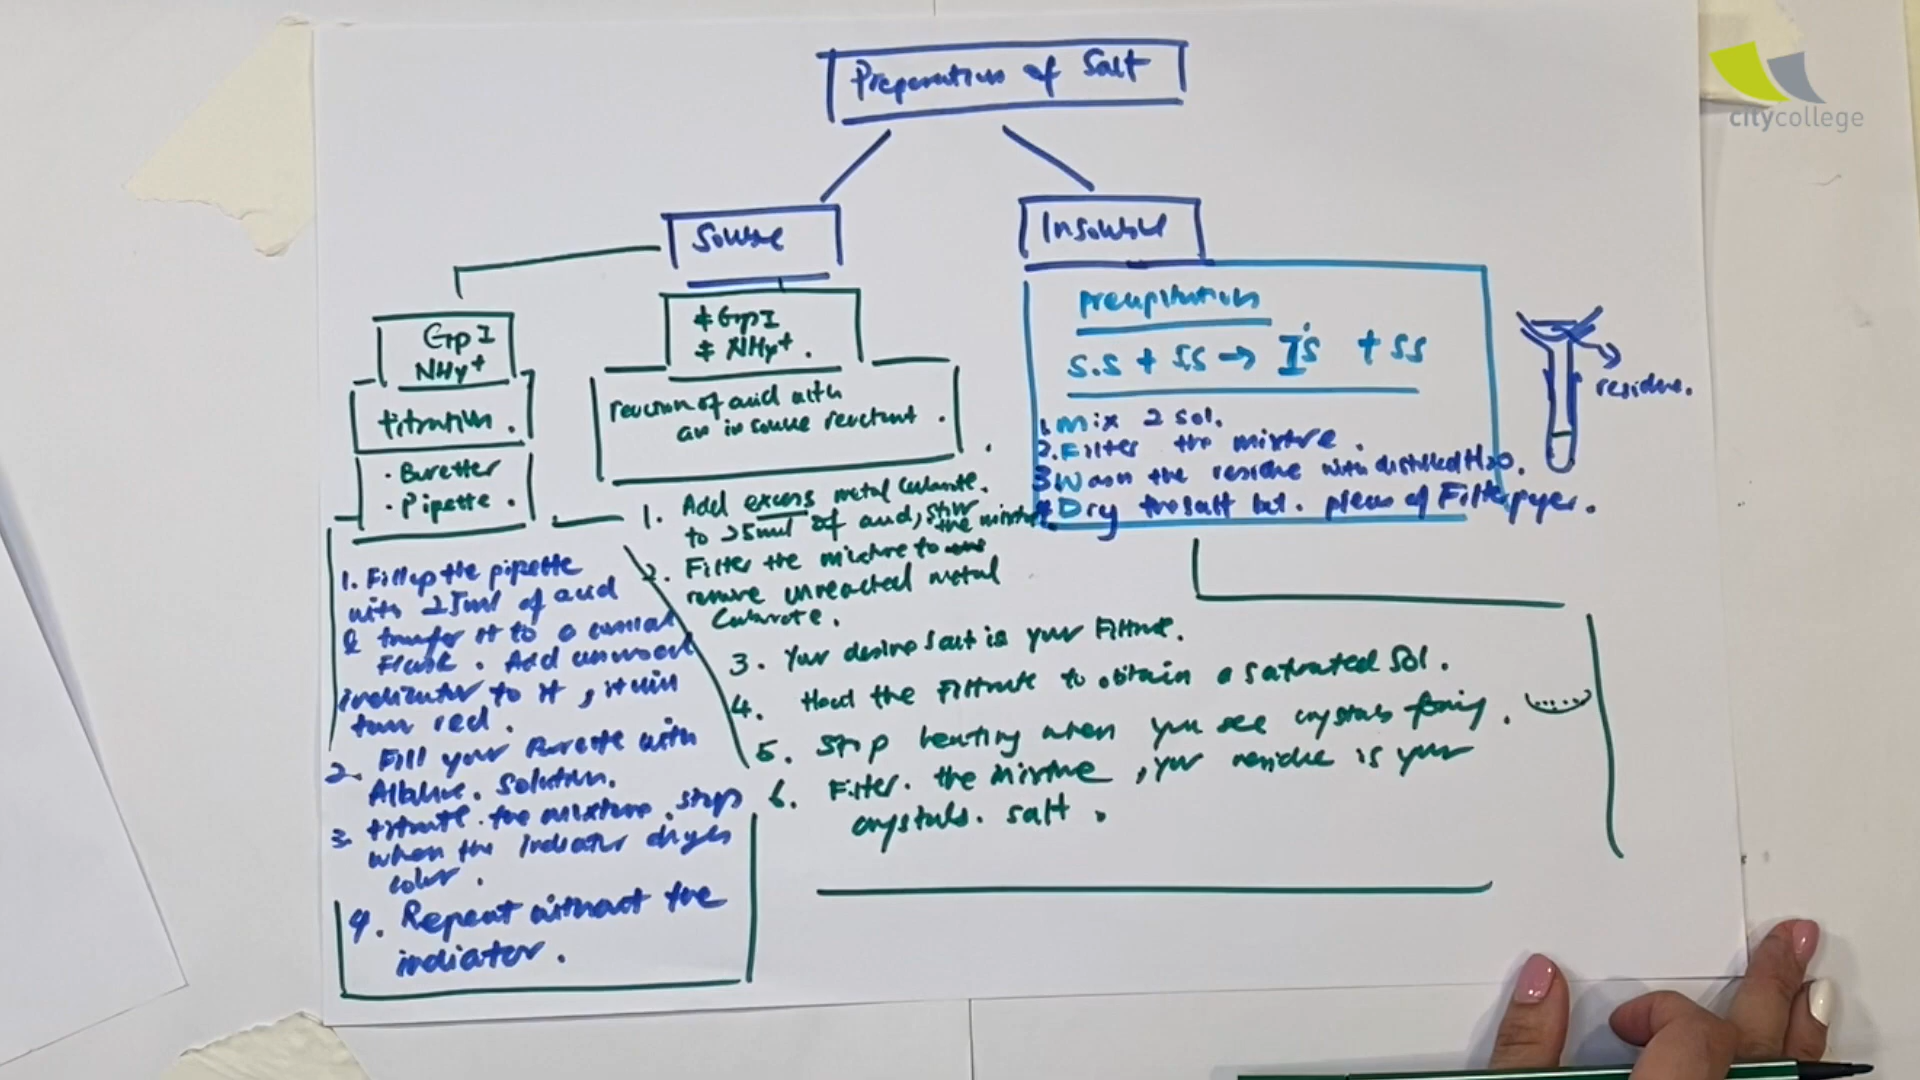 citycollege
Preparation of Salt
Soluble
Insoluble
Grp I
NH4+
titration.
· Burette
· Pipette.
1. Fill up the pipette
with 25ml of acid
& transfer it to a conical
Flask. Add universal
indicator to it, it will
turn red.
2. Fill your Burette with
Alkaline. Solution.
3. titrate. the mixture. stop
when the indicator changes
color.
4. Repeat without the
indicator.
≠ Grp I
≠ NH4+.
reaction of acid with
an insoluble reactant.
1. Add excess metal Carbonate.
to 25ml of acid, stir the mixture.
2. Filter the mixture to
remove unreacted metal
Carbonate.
3. Your desired salt is your Filtrate.
4. Heat the Filtrate to obtain a saturated Sol.
5. Stop heating when you see crystals forming.
6. Filter. the mixture, your residue is your
crystals. salt.
precipitation
S.S + S.S → IS + SS
1. Mix 2 sol.
2. Filter the mixture.
3 Wash the residue with distilled H2O.
4. Dry the salt bet. pieces of Filter paper.
residue.